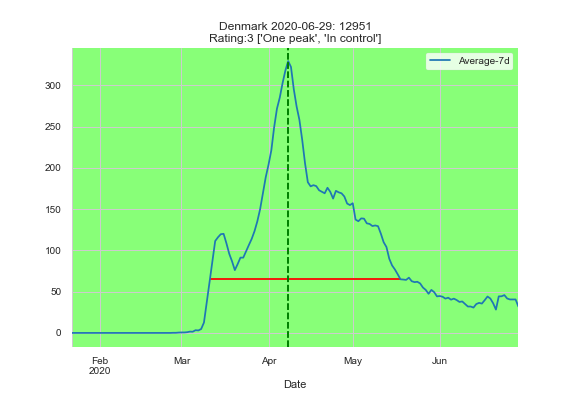 Denmark 2020-06-29: 12951
Rating:3 ['One peak', 'In control']
Average-7d
300
250
200
150
100
50
0
Feb
2020
Mar
Apr
May
Jun
Date